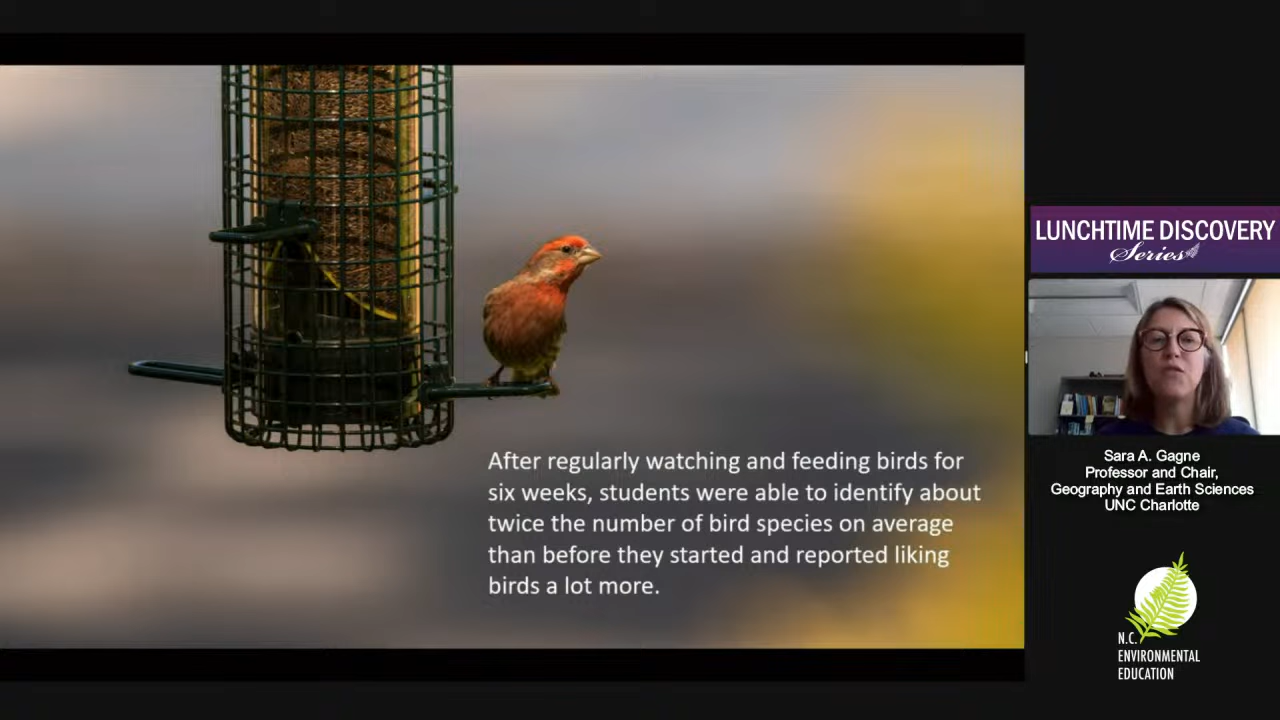 After regularly watching and feeding birds for
six weeks, students were able to identify about
twice the number of bird species on average
than before they started and reported liking
birds a lot more.
LUNCHTIME DISCOVERY
Series
Sara A. Gagne
Professor and Chair,
Geography and Earth Sciences
UNC Charlotte
N.C.
ENVIRONMENTAL
EDUCATION